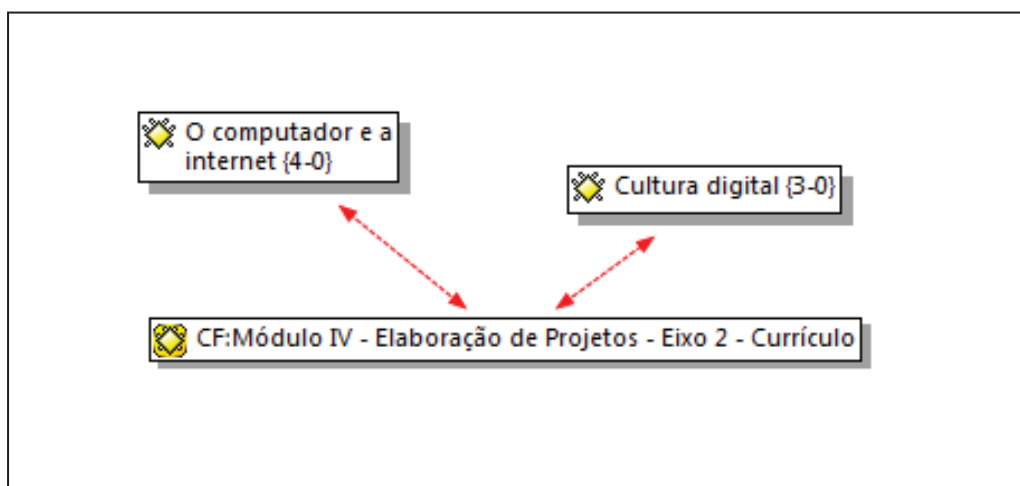 O computador e a
internet {4-0}
Cultura digital {3-0}
CF:Módulo IV - Elaboração de Projetos - Eixo 2 - Currículo